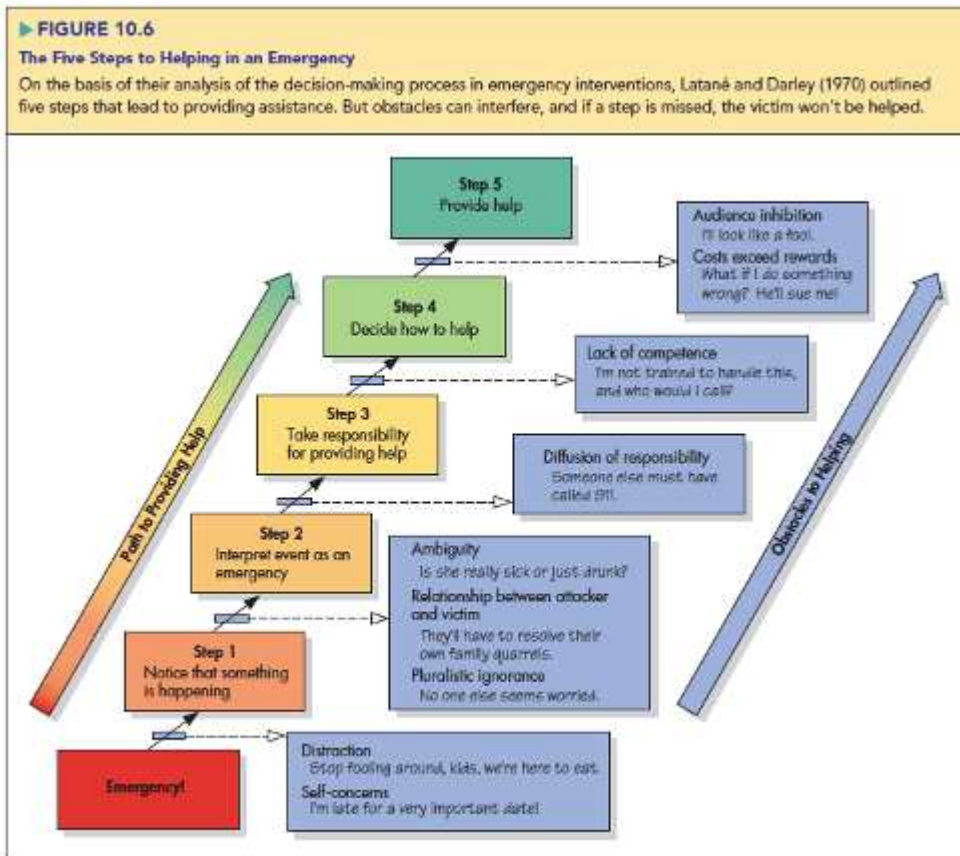 ▶ FIGURE 10.6
The Five Steps to Helping in an Emergency
On the basis of their analysis of the decision-making process in emergency interventions, Latané and Darley (1970) outlined
five steps that lead to providing assistance. But obstacles can interfere, and if a step is missed, the victim won't be helped.
Step 5
Provide help
Audience inhibition
I'll look like a fool.
Costs exceed rewards
What if I do something
wrong? He'll sue me!
Step 4
Decide how to help
Lack of competence
I'm not trained to handle this,
and who would I call?
Step 3
Take responsibility
for providing help
Diffusion of responsibility
Someone else must have
called 911.
Step 2
Interpret event as an
emergency
Ambiguity
Is she really sick or just drunk?
Relationship between attacker
and victim
They'll have to resolve their
own family quarrels.
Pluralistic ignorance
No one else seems worried.
Step 1
Notice that something
is happening
Distraction
Stop fooling around, kids, we're here to eat.
Self-concerns
I'm late for a very important date!
Emergency!
Path to Providing Help
Obstacles to Helping